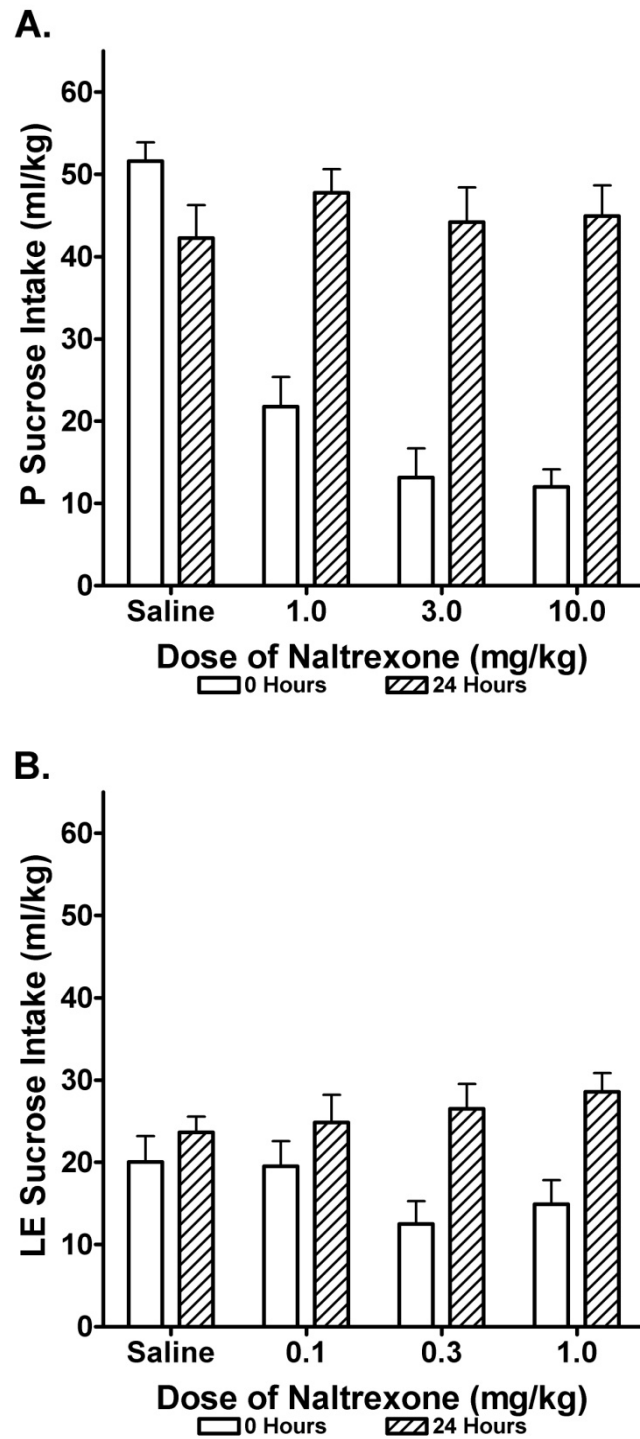 A.
P Sucrose Intake (ml/kg)
60
50
40
30
20
10
0
Saline 1.0 3.0 10.0
Dose of Naltrexone (mg/kg)
0 Hours 24 Hours
B.
LE Sucrose Intake (ml/kg)
60
50
40
30
20
10
0
Saline 0.1 0.3 1.0
Dose of Naltrexone (mg/kg)
0 Hours 24 Hours